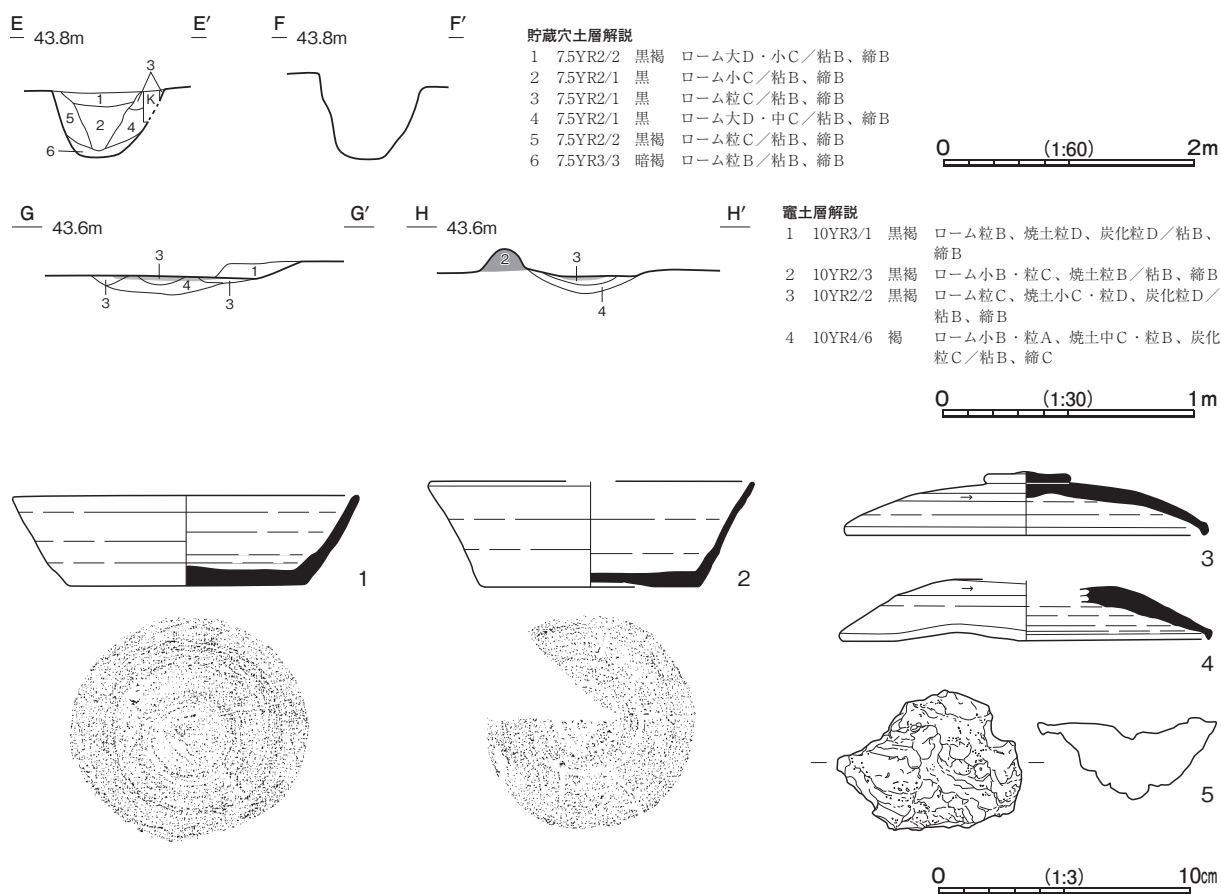 E 43.8m E′ F 43.8m F′
3
1
K
5
2
4
6
貯蔵穴土層解説
1 7.5YR2/2 黒褐 ローム大D・小C／粘B、締B
2 7.5YR2/1 黒 ローム小C／粘B、締B
3 7.5YR2/1 黒 ローム粒C／粘B、締B
4 7.5YR2/1 黒 ローム大D・中C／粘B、締B
5 7.5YR2/2 黒褐 ローム粒C／粘B、締B
6 7.5YR3/3 暗褐 ローム粒B／粘B、締B
0 (1:60) 2m
G 43.6m G′ H 43.6m H′
3
1
4
3
3
2
3
4
竈土層解説
1 10YR3/1 黒褐 ローム粒B、焼土粒D、炭化粒D／粘B、
締B
2 10YR2/3 黒褐 ローム小B・粒C、焼土粒B／粘B、締B
3 10YR2/2 黒褐 ローム粒C、焼土小C・粒D、炭化粒D／
粘B、締B
4 10YR4/6 褐 ローム小B・粒A、焼土中C・粒B、炭化
粒C／粘B、締C
0 (1:30) 1m
→
1
2
3
→
4
5
0 (1:3) 10cm